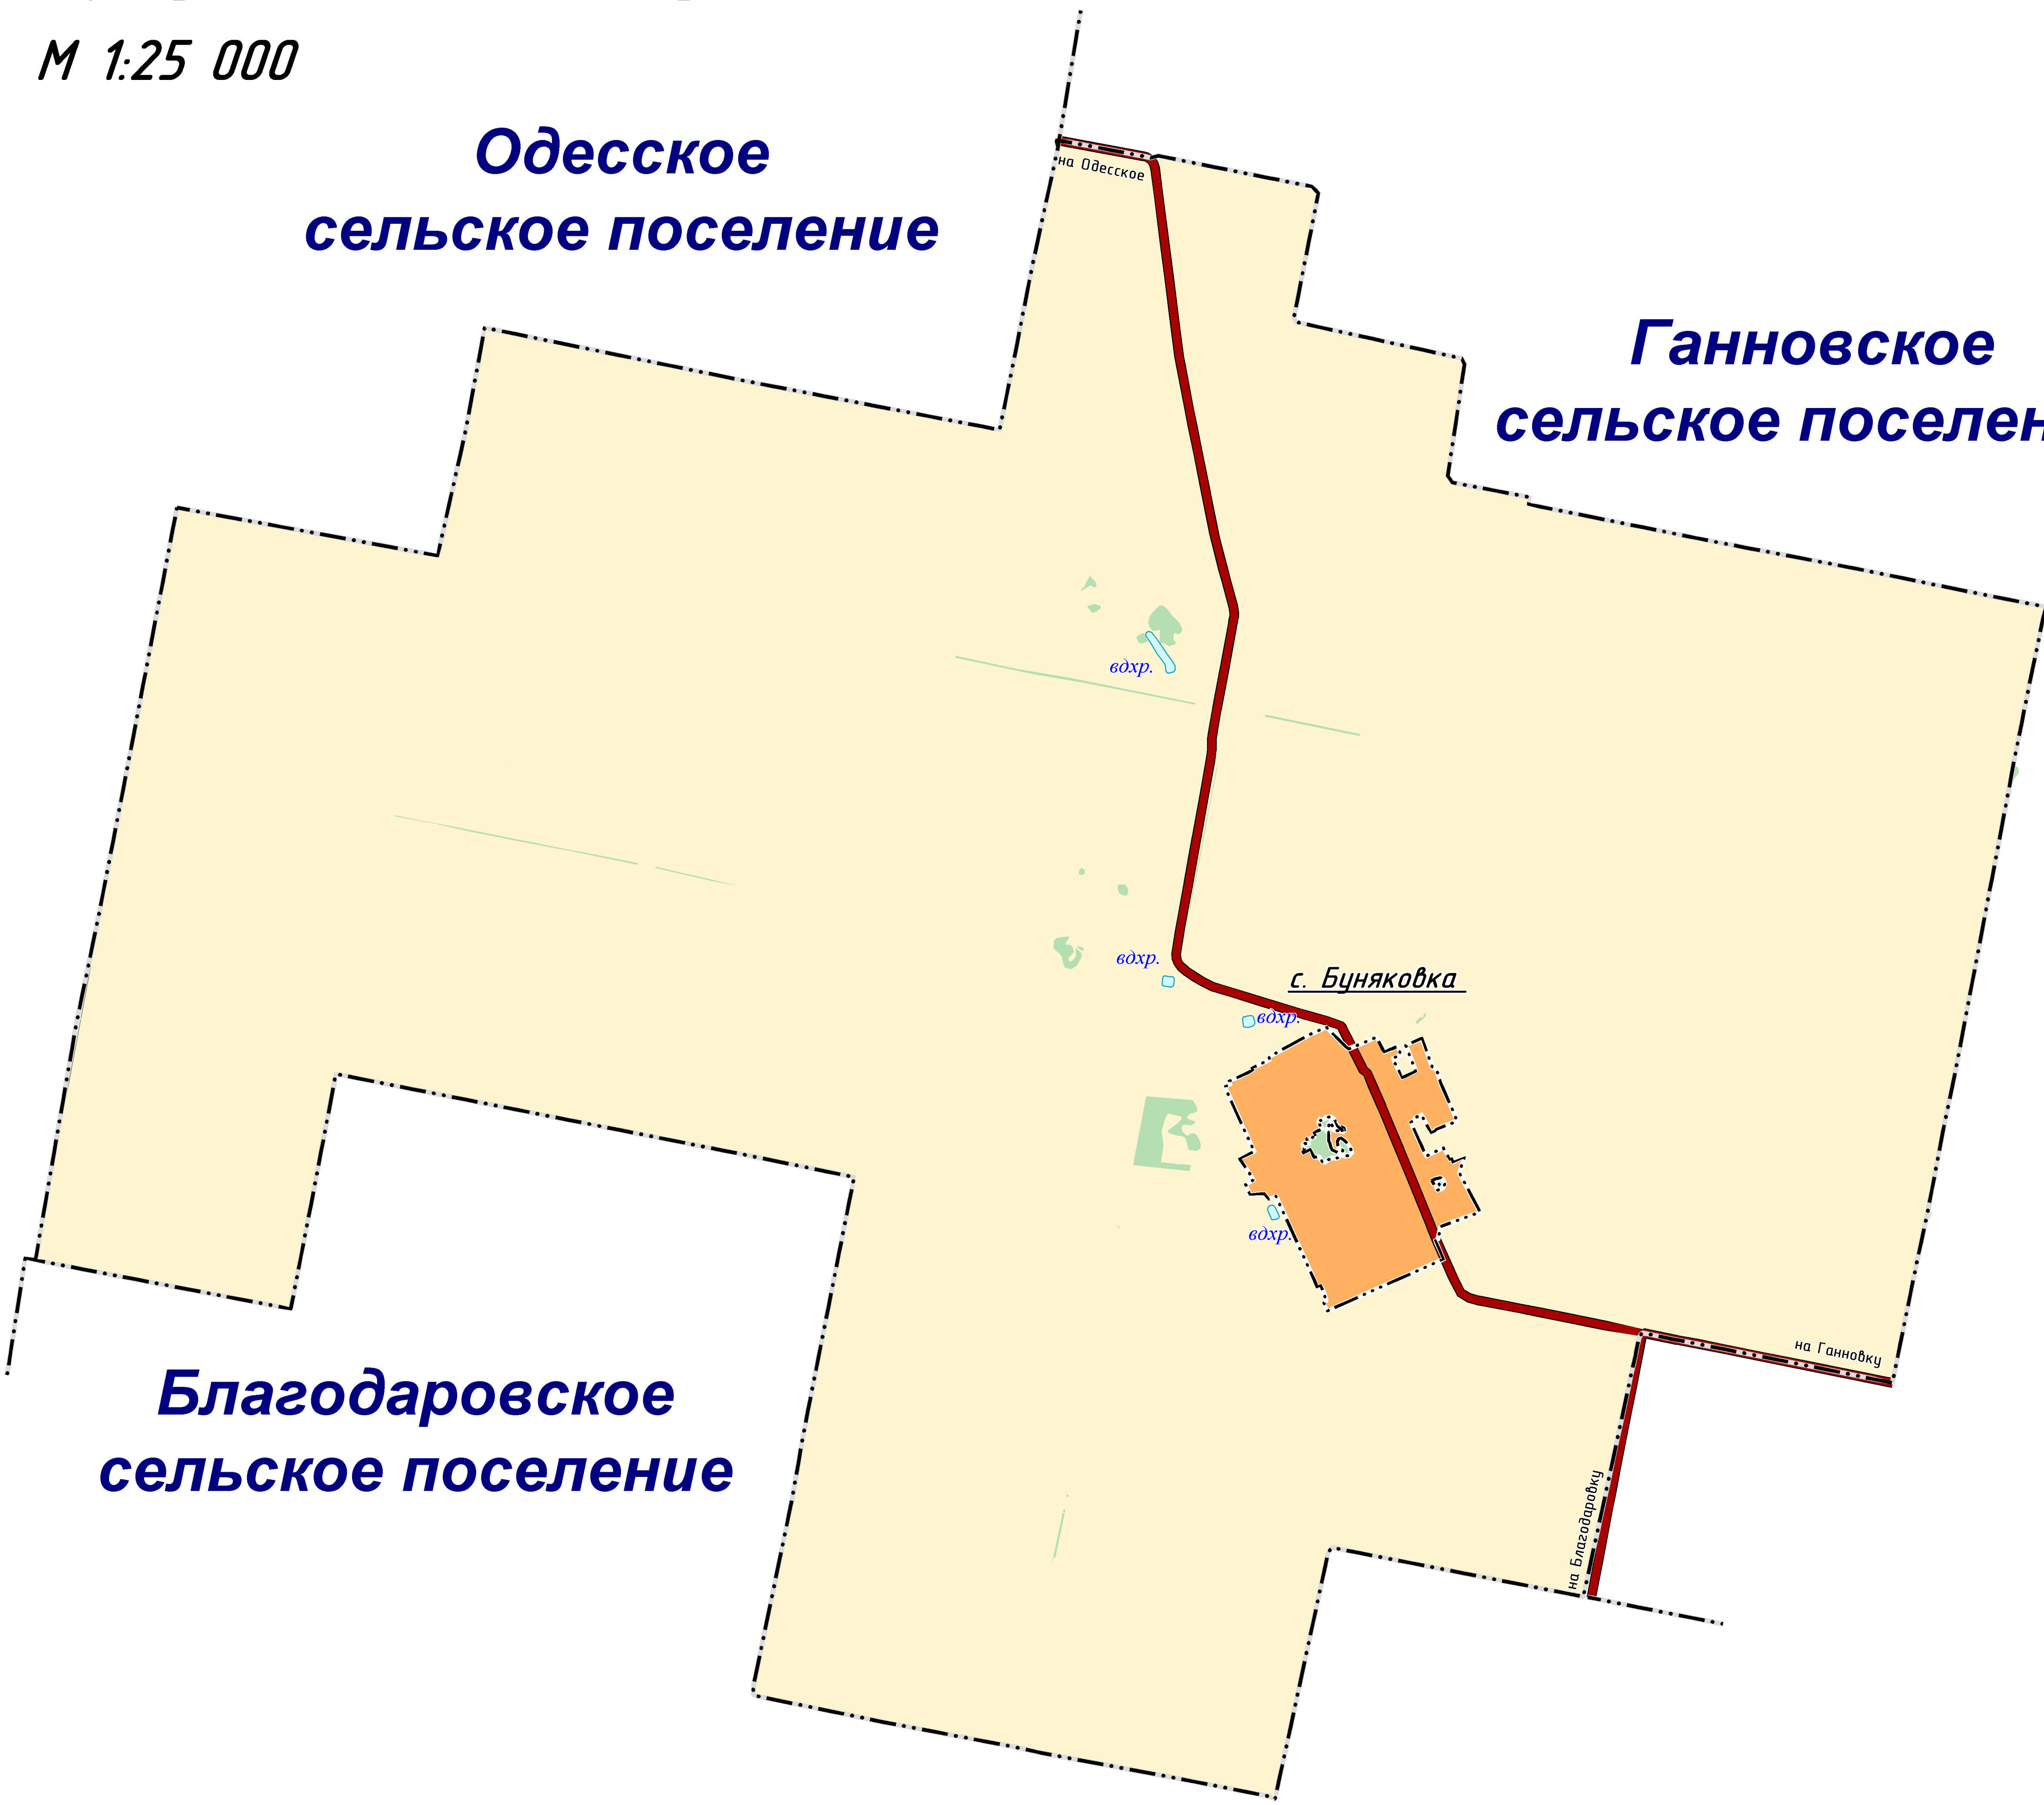 М 1:25 000
Одесское
сельское поселение
на Одесское
Ганновское
сельское поселен
вдхр.
вдхр.
с. Буняковка
вдхр.
вдхр.
на Ганновку
Благодаровское
сельское поселение
на Благодаровку